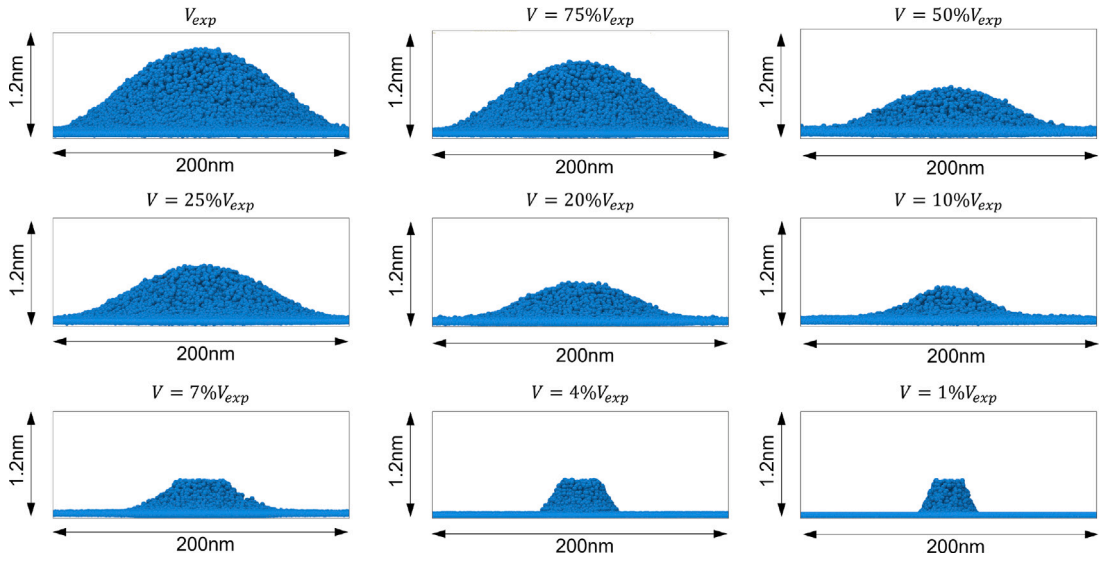 V_exp
V = 75%V_exp
V = 50%V_exp
1.2nm
1.2nm
1.2nm
200nm
200nm
200nm
V = 25%V_exp
V = 20%V_exp
V = 10%V_exp
1.2nm
1.2nm
1.2nm
200nm
200nm
200nm
V = 7%V_exp
V = 4%V_exp
V = 1%V_exp
1.2nm
1.2nm
1.2nm
200nm
200nm
200nm